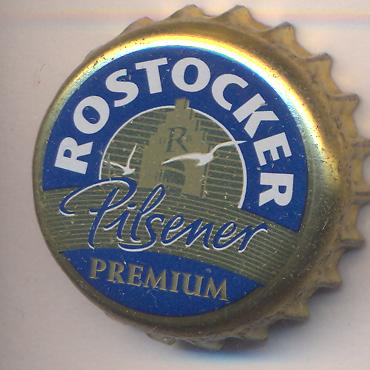 ROSTOCKER
R
Pilsener
PREMIUM